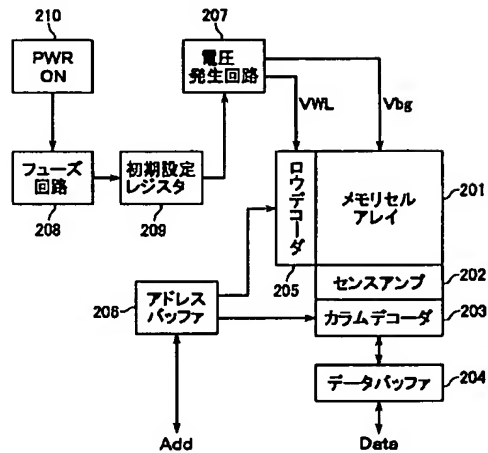 210
PWR
ON
207
電圧
発生回路
VWL
Vbg
フューズ
回路
208
初期設定
レジスタ
209
ロウデコーダ
205
メモリセル
アレイ
201
センスアンプ
202
カラムデコーダ
203
206
アドレス
バッファ
データバッファ
204
Add
Data